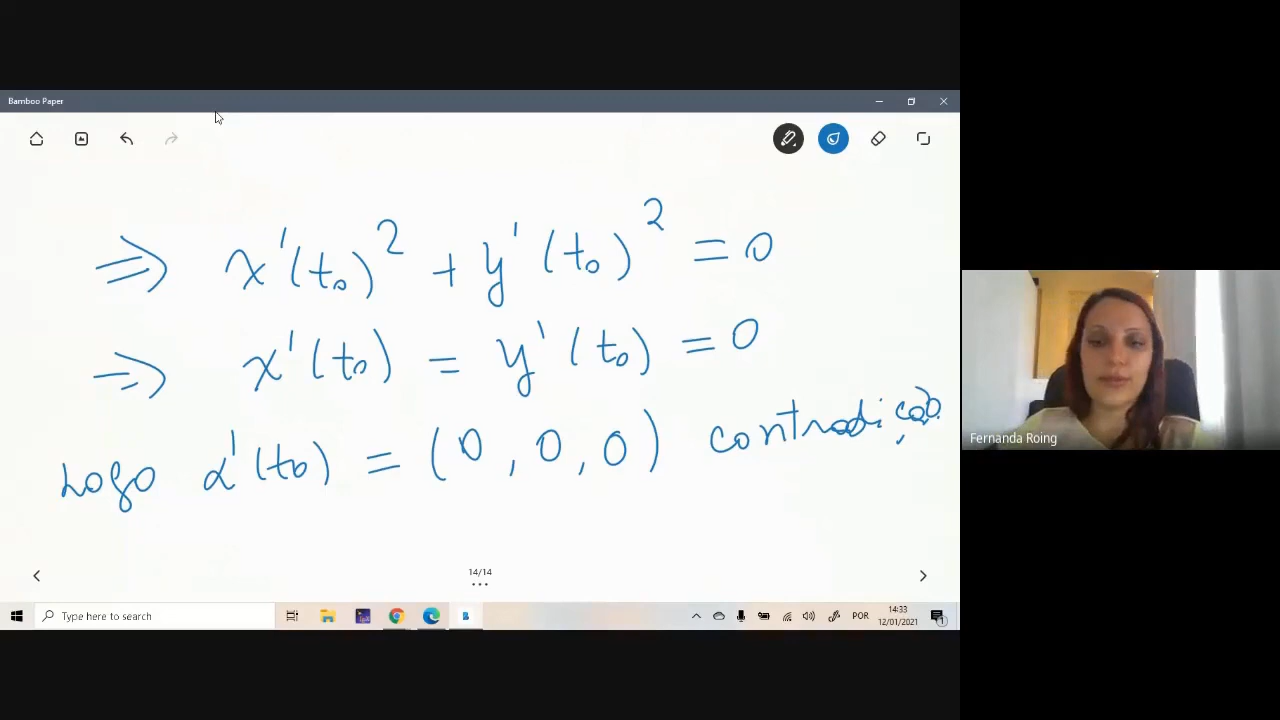 Bamboo Paper
⇒ x'(t₀)² + y'(t₀)² = 0
⇒ x'(t₀) = y'(t₀) = 0
Logo α'(t₀) = (0, 0, 0) contradição.
14/14
Fernanda Roing
Type here to search
POR
14:33
12/01/2021